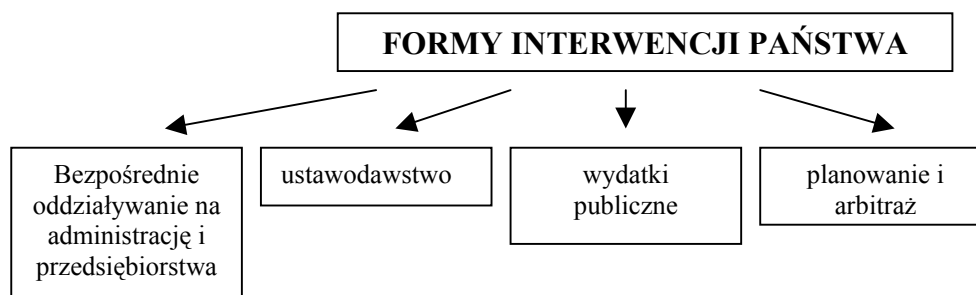 FORMY INTERWENCJI PAŃSTWA
Bezpośrednie
oddziaływanie na
administrację i
przedsiębiorstwa
ustawodawstwo
wydatki
publiczne
planowanie i
arbitraż